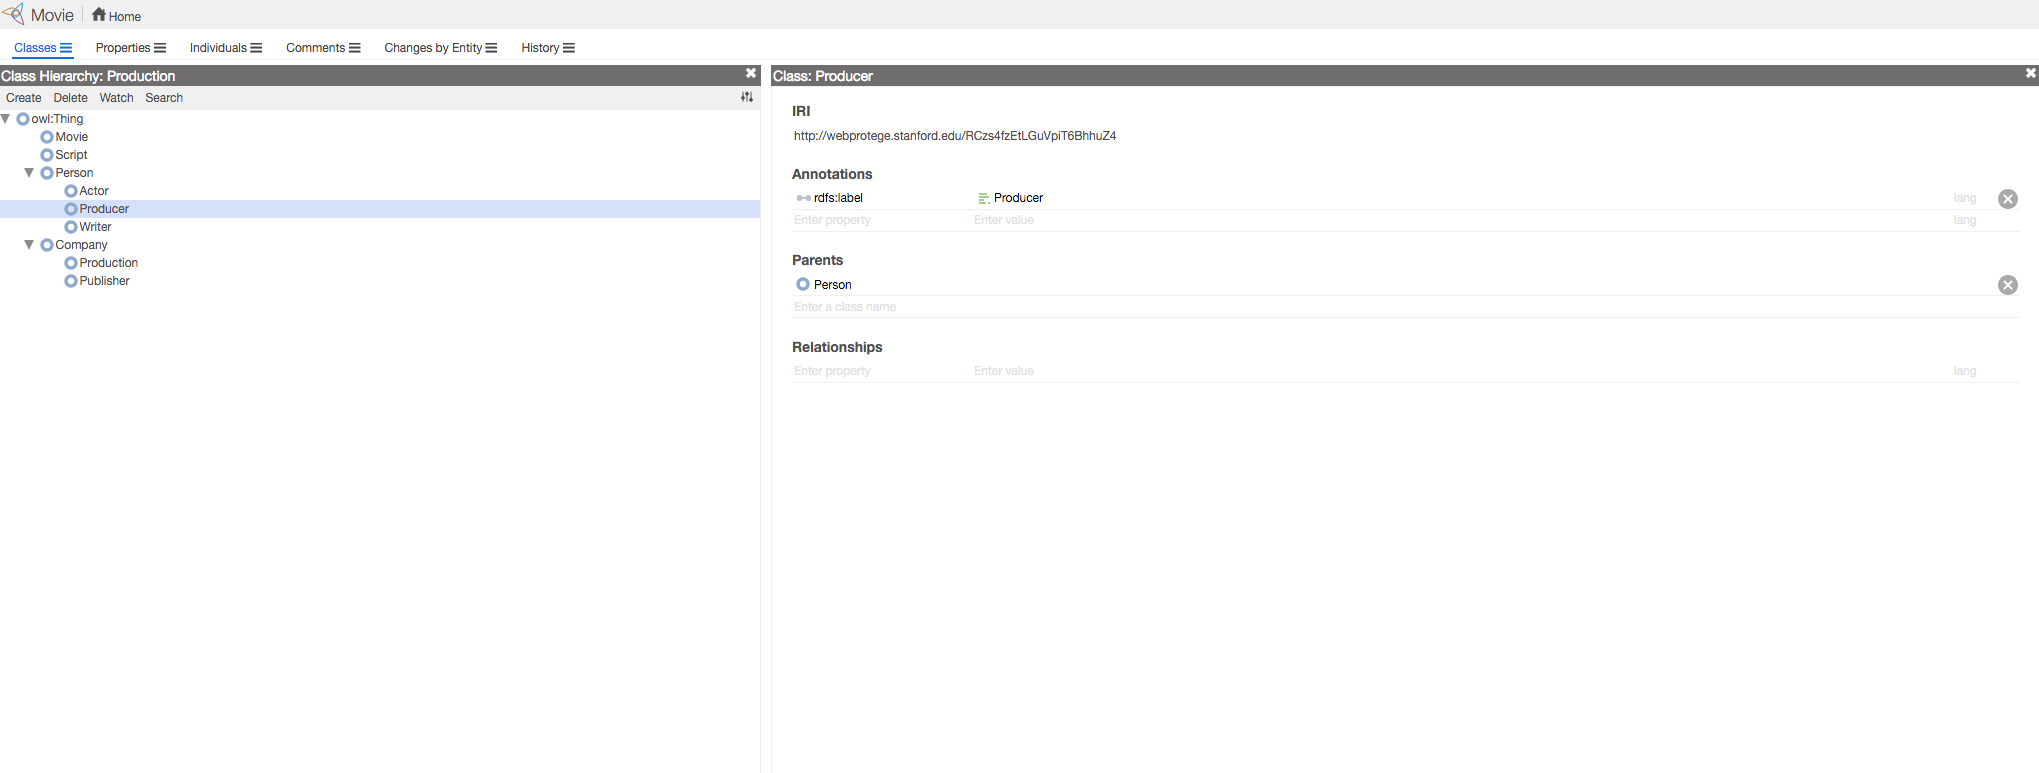 Movie Home
Classes Properties Individuals Comments Changes by Entity History
Class Hierarchy: Production
Create Delete Watch Search
owl:Thing
Movie
Script
Person
Actor
Producer
Writer
Company
Production
Publisher
Class: Producer
IRI
http://webprotege.stanford.edu/RCzs4fzEtLGuVpiT6BhhuZ4
Annotations
rdfs:label Producer lang
Enter property Enter value lang
Parents
Person
Enter a class name
Relationships
Enter property Enter value lang